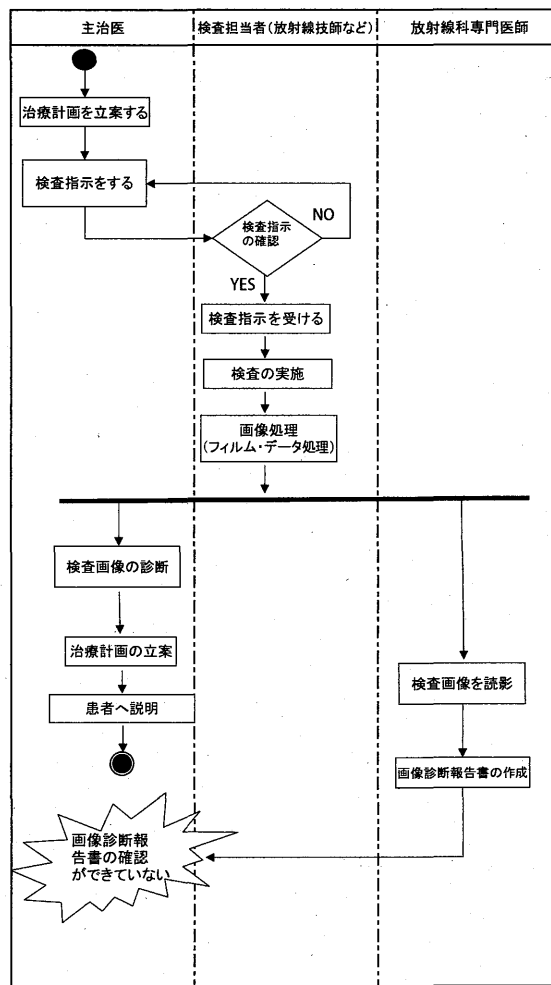 主治医
検査担当者(放射線技師など)
放射線科専門医師
治療計画を立案する
検査指示をする
検査指示
の確認
NO
YES
検査指示を受ける
検査の実施
画像処理
(フィルム・データ処理)
検査画像の診断
治療計画の立案
患者へ説明
検査画像を読影
画像診断報告書の作成
画像診断報
告書の確認
ができていない